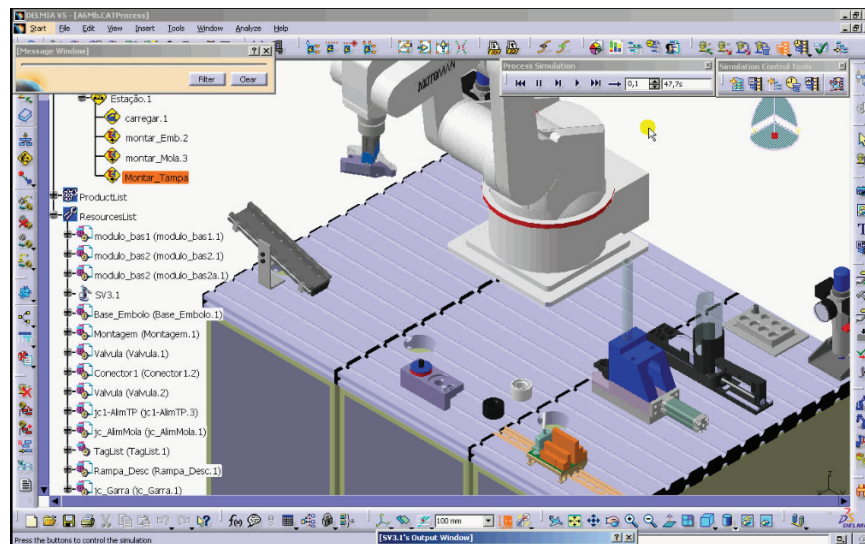 DELMIA V5 - [A6Mb.CATProcess]
Start File Edit View Insert Tools Window Analyze Help
[Message Window]
Filter Clear
Process Simulation
0,1 47,7s
Simulation Control Tools
MOTOMAN
Estação.1
carregar.1
montar_Emb.2
montar_Mola.3
Montar_Tampa
ProductList
ResourcesList
modulo_bas1 (modulo_bas1.1)
modulo_bas2 (modulo_bas2.1)
modulo_bas2 (modulo_bas2a.1)
SV3.1
Base_Embolo (Base_Embolo.1)
Montagem (Montagem.1)
Valvula (Valvula.1)
Conector1 (Conector1.2)
Valvula (Valvula.2)
jc1-AlimTP (jc1-AlimTP.3)
jc_AlimMola (jc_AlimMola.1)
TagList (TagList.1)
Rampa_Desc (Rampa_Desc.1)
jc_Garra (jc_Garra.1)
z
f(x)
100 mm
DELMIA
Press the buttons to control the simulation
[SV3.1's Output Window]